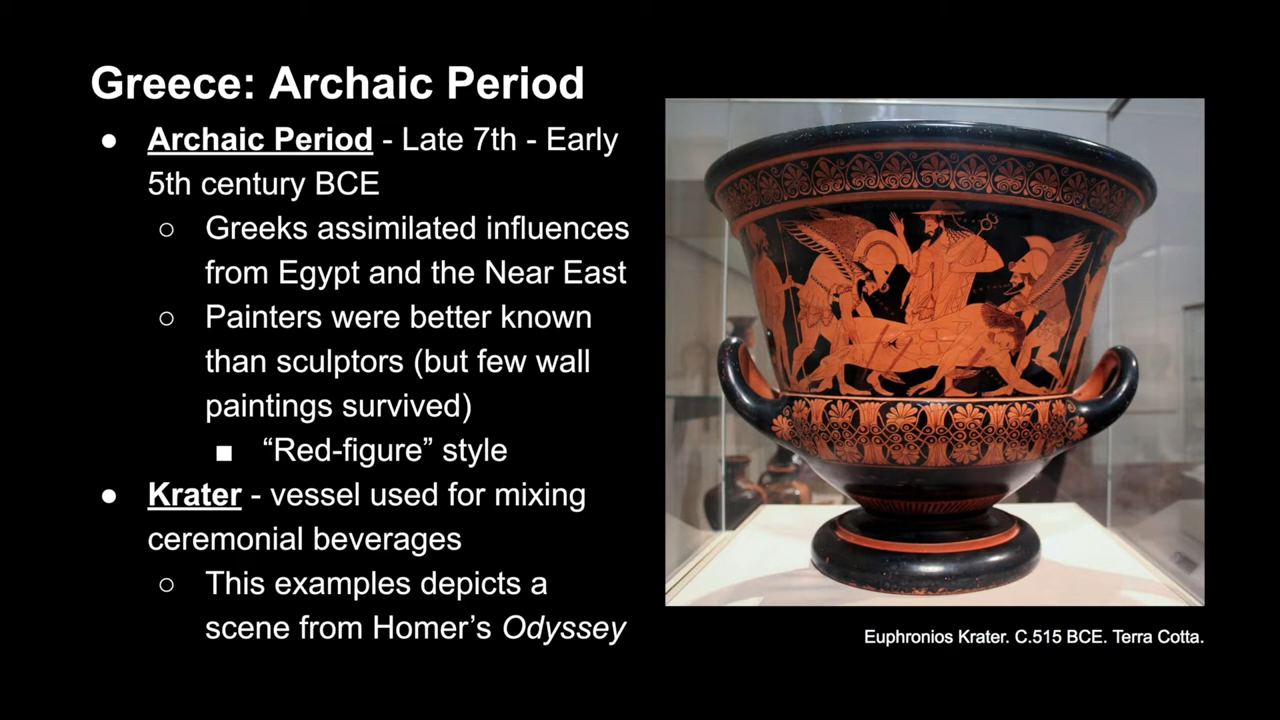 Greece: Archaic Period
● Archaic Period - Late 7th - Early
5th century BCE
○ Greeks assimilated influences
from Egypt and the Near East
○ Painters were better known
than sculptors (but few wall
paintings survived)
■ “Red-figure” style
● Krater - vessel used for mixing
ceremonial beverages
○ This examples depicts a
scene from Homer’s Odyssey
Euphronios Krater. C.515 BCE. Terra Cotta.